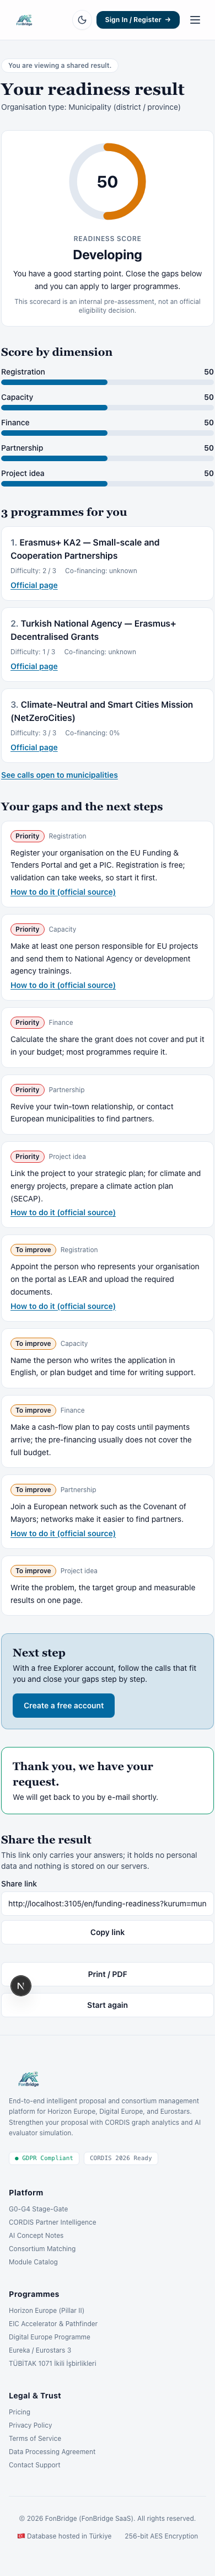 FonBridge
Sign In / Register →
You are viewing a shared result.
Your readiness result
Organisation type: Municipality (district / province)
50
READINESS SCORE
Developing
You have a good starting point. Close the gaps below
and you can apply to larger programmes.
This scorecard is an internal pre-assessment, not an official
eligibility decision.
Score by dimension
Registration 50
Capacity 50
Finance 50
Partnership 50
Project idea 50
3 programmes for you
1. Erasmus+ KA2 — Small-scale and
Cooperation Partnerships
Difficulty: 2 / 3 Co-financing: unknown
Official page
2. Turkish National Agency — Erasmus+
Decentralised Grants
Difficulty: 1 / 3 Co-financing: unknown
Official page
3. Climate-Neutral and Smart Cities Mission
(NetZeroCities)
Difficulty: 3 / 3 Co-financing: 0%
Official page
See calls open to municipalities
Your gaps and the next steps
Priority Registration
Register your organisation on the EU Funding &
Tenders Portal and get a PIC. Registration is free;
validation can take weeks, so start it first.
How to do it (official source)
Priority Capacity
Make at least one person responsible for EU projects
and send them to National Agency or development
agency trainings.
How to do it (official source)
Priority Finance
Calculate the share the grant does not cover and put it
in your budget; most programmes require it.
Priority Partnership
Revive your twin-town relationship, or contact
European municipalities to find partners.
Priority Project idea
Link the project to your strategic plan; for climate and
energy projects, prepare a climate action plan
(SECAP).
How to do it (official source)
To improve Registration
Appoint the person who represents your organisation
on the portal as LEAR and upload the required
documents.
How to do it (official source)
To improve Capacity
Name the person who writes the application in
English, or plan budget and time for writing support.
To improve Finance
Make a cash-flow plan to pay costs until payments
arrive; the pre-financing usually does not cover the
full budget.
To improve Partnership
Join a European network such as the Covenant of
Mayors; networks make it easier to find partners.
How to do it (official source)
To improve Project idea
Write the problem, the target group and measurable
results on one page.
Next step
With a free Explorer account, follow the calls that fit
you and close your gaps step by step.
Create a free account
Thank you, we have your
request.
We will get back to you by e-mail shortly.
Share the result
This link only carries your answers; it holds no personal
data and nothing is stored on our servers.
Share link
http://localhost:3105/en/funding-readiness?kurum=mun
Copy link
Print / PDF
N
Start again
FonBridge
End-to-end intelligent proposal and consortium management
platform for Horizon Europe, Digital Europe, and Eurostars.
Strengthen your proposal with CORDIS graph analytics and AI
evaluator simulation.
GDPR Compliant CORDIS 2026 Ready
Platform
G0-G4 Stage-Gate
CORDIS Partner Intelligence
AI Concept Notes
Consortium Matching
Module Catalog
Programmes
Horizon Europe (Pillar II)
EIC Accelerator & Pathfinder
Digital Europe Programme
Eureka / Eurostars 3
TÜBİTAK 1071 İkili İşbirlikleri
Legal & Trust
Pricing
Privacy Policy
Terms of Service
Data Processing Agreement
Contact Support
© 2026 FonBridge (FonBridge SaaS). All rights reserved.
Database hosted in Türkiye 256-bit AES Encryption